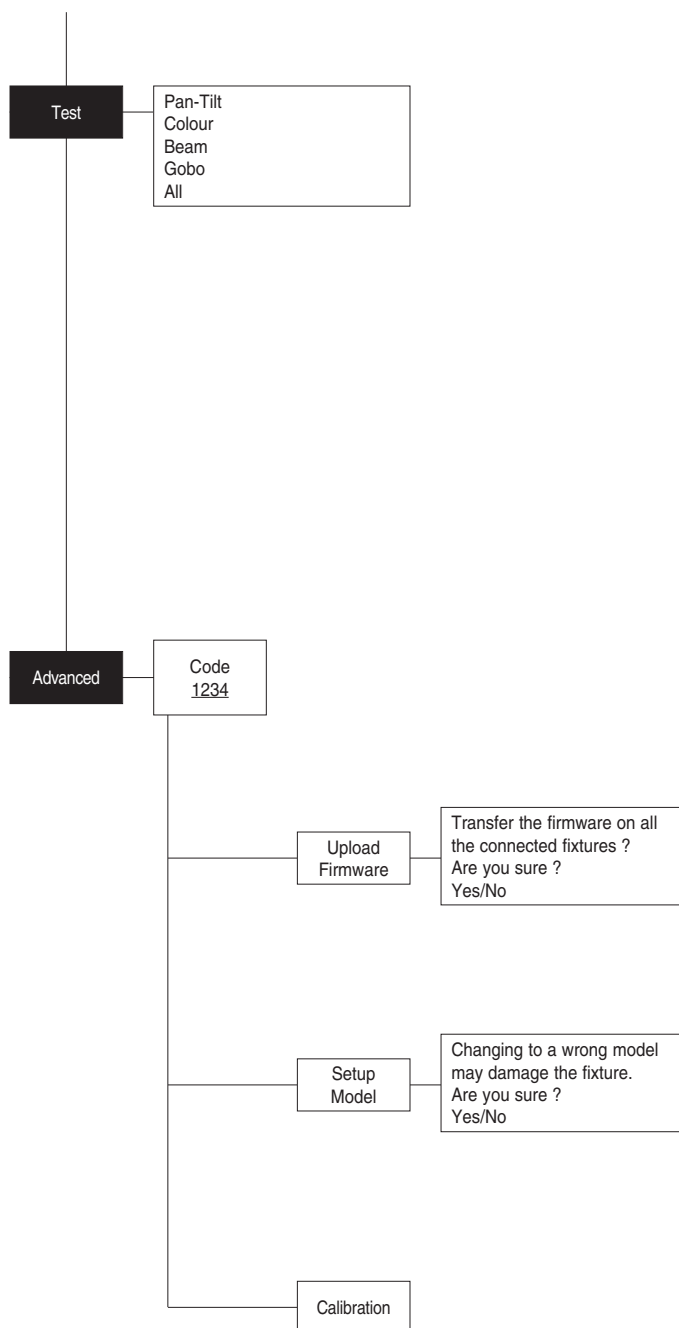 Test
Pan-Tilt
Colour
Beam
Gobo
All
Advanced
Code
1234
Upload
Firmware
Transfer the firmware on all
the connected fixtures ?
Are you sure ?
Yes/No
Setup
Model
Changing to a wrong model
may damage the fixture.
Are you sure ?
Yes/No
Calibration